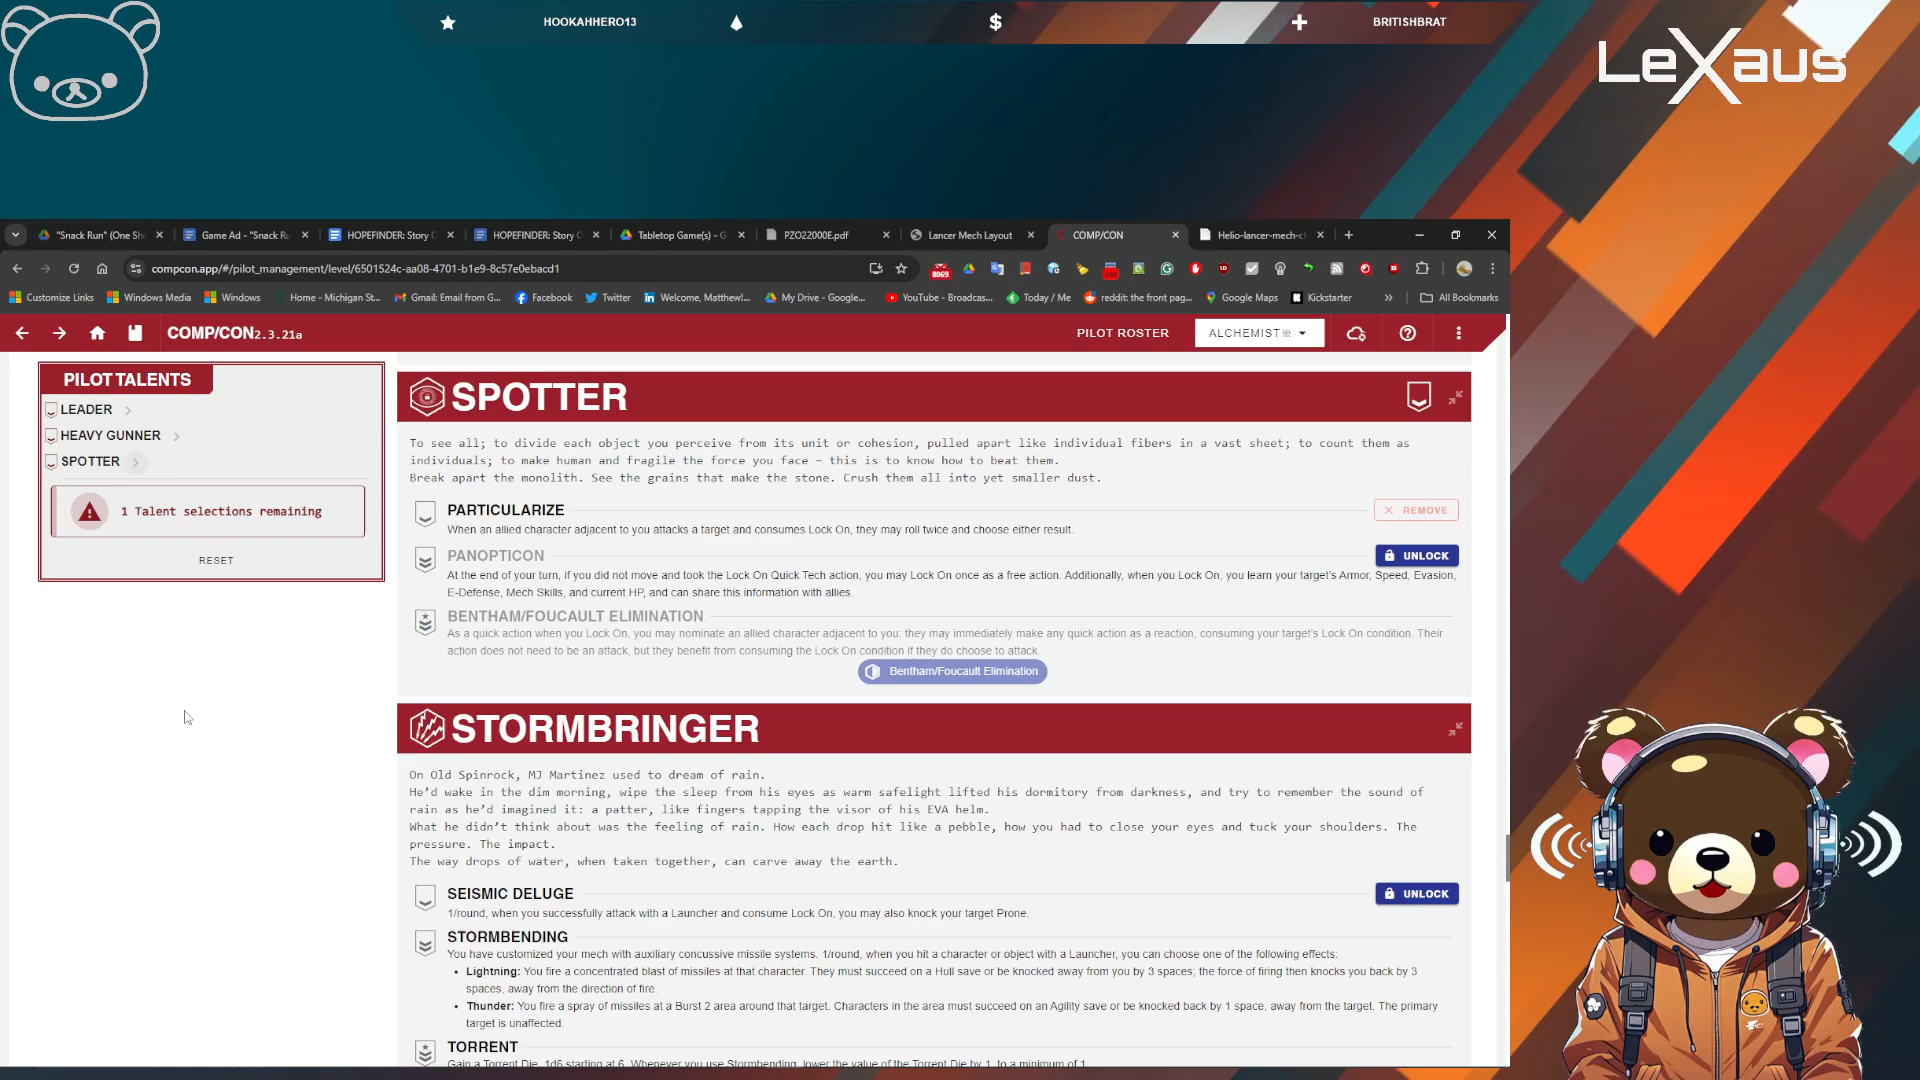 HOOKAHHERO13
BRITISHBRAT
LeXaus
"Snack Run" (One Sh
Game Ad - "Snack Ru
HOPEFINDER: Story C
HOPEFINDER: Story C
Tabletop Game(s) - G
PZO22000E.pdf
Lancer Mech Layout
COMP/CON
Helio-lancer-mech-ch
compcon.app/#/pilot_management/level/6501524c-aa08-4701-b1e9-8c57e0ebacd1
8069
Customize Links
Windows Media
Windows
Home - Michigan St...
Gmail: Email from G...
Facebook
Twitter
Welcome, Matthew!...
My Drive - Google...
YouTube - Broadcas...
Today / Me
reddit: the front pag...
Google Maps
Kickstarter
All Bookmarks
COMP/CON2.3.21a
PILOT ROSTER
ALCHEMIST※
PILOT TALENTS
LEADER
HEAVY GUNNER
SPOTTER
1 Talent selections remaining
RESET
SPOTTER
To see all; to divide each object you perceive from its unit or cohesion, pulled apart like individual fibers in a vast sheet; to count them as
individuals; to make human and fragile the force you face – this is to know how to beat them.
Break apart the monolith. See the grains that make the stone. Crush them all into yet smaller dust.
PARTICULARIZE
REMOVE
When an allied character adjacent to you attacks a target and consumes Lock On, they may roll twice and choose either result.
PANOPTICON
UNLOCK
At the end of your turn, if you did not move and took the Lock On Quick Tech action, you may Lock On once as a free action. Additionally, when you Lock On, you learn your target's Armor, Speed, Evasion,
E-Defense, Mech Skills, and current HP, and can share this information with allies.
BENTHAM/FOUCAULT ELIMINATION
As a quick action when you Lock On, you may nominate an allied character adjacent to you: they may immediately make any quick action as a reaction, consuming your target's Lock On condition. Their
action does not need to be an attack, but they benefit from consuming the Lock On condition if they do choose to attack.
Bentham/Foucault Elimination
STORMBRINGER
On Old Spinrock, MJ Martinez used to dream of rain.
He'd wake in the dim morning, wipe the sleep from his eyes as warm safelight lifted his dormitory from darkness, and try to remember the sound of
rain as he'd imagined it: a patter, like fingers tapping the visor of his EVA helm.
What he didn't think about was the feeling of rain. How each drop hit like a pebble, how you had to close your eyes and tuck your shoulders. The
pressure. The impact.
The way drops of water, when taken together, can carve away the earth.
SEISMIC DELUGE
UNLOCK
1/round, when you successfully attack with a Launcher and consume Lock On, you may also knock your target Prone.
STORMBENDING
You have customized your mech with auxiliary concussive missile systems. 1/round, when you hit a character or object with a Launcher, you can choose one of the following effects:
• Lightning: You fire a concentrated blast of missiles at that character. They must succeed on a Hull save or be knocked away from you by 3 spaces; the force of firing then knocks you back by 3
spaces, away from the direction of fire.
• Thunder: You fire a spray of missiles at a Burst 2 area around that target. Characters in the area must succeed on an Agility save or be knocked back by 1 space, away from the target. The primary
target is unaffected.
TORRENT
Gain a Torrent Die, 1d6 starting at 6. Whenever you use Stormbending, lower the value of the Torrent Die by 1, to a minimum of 1.